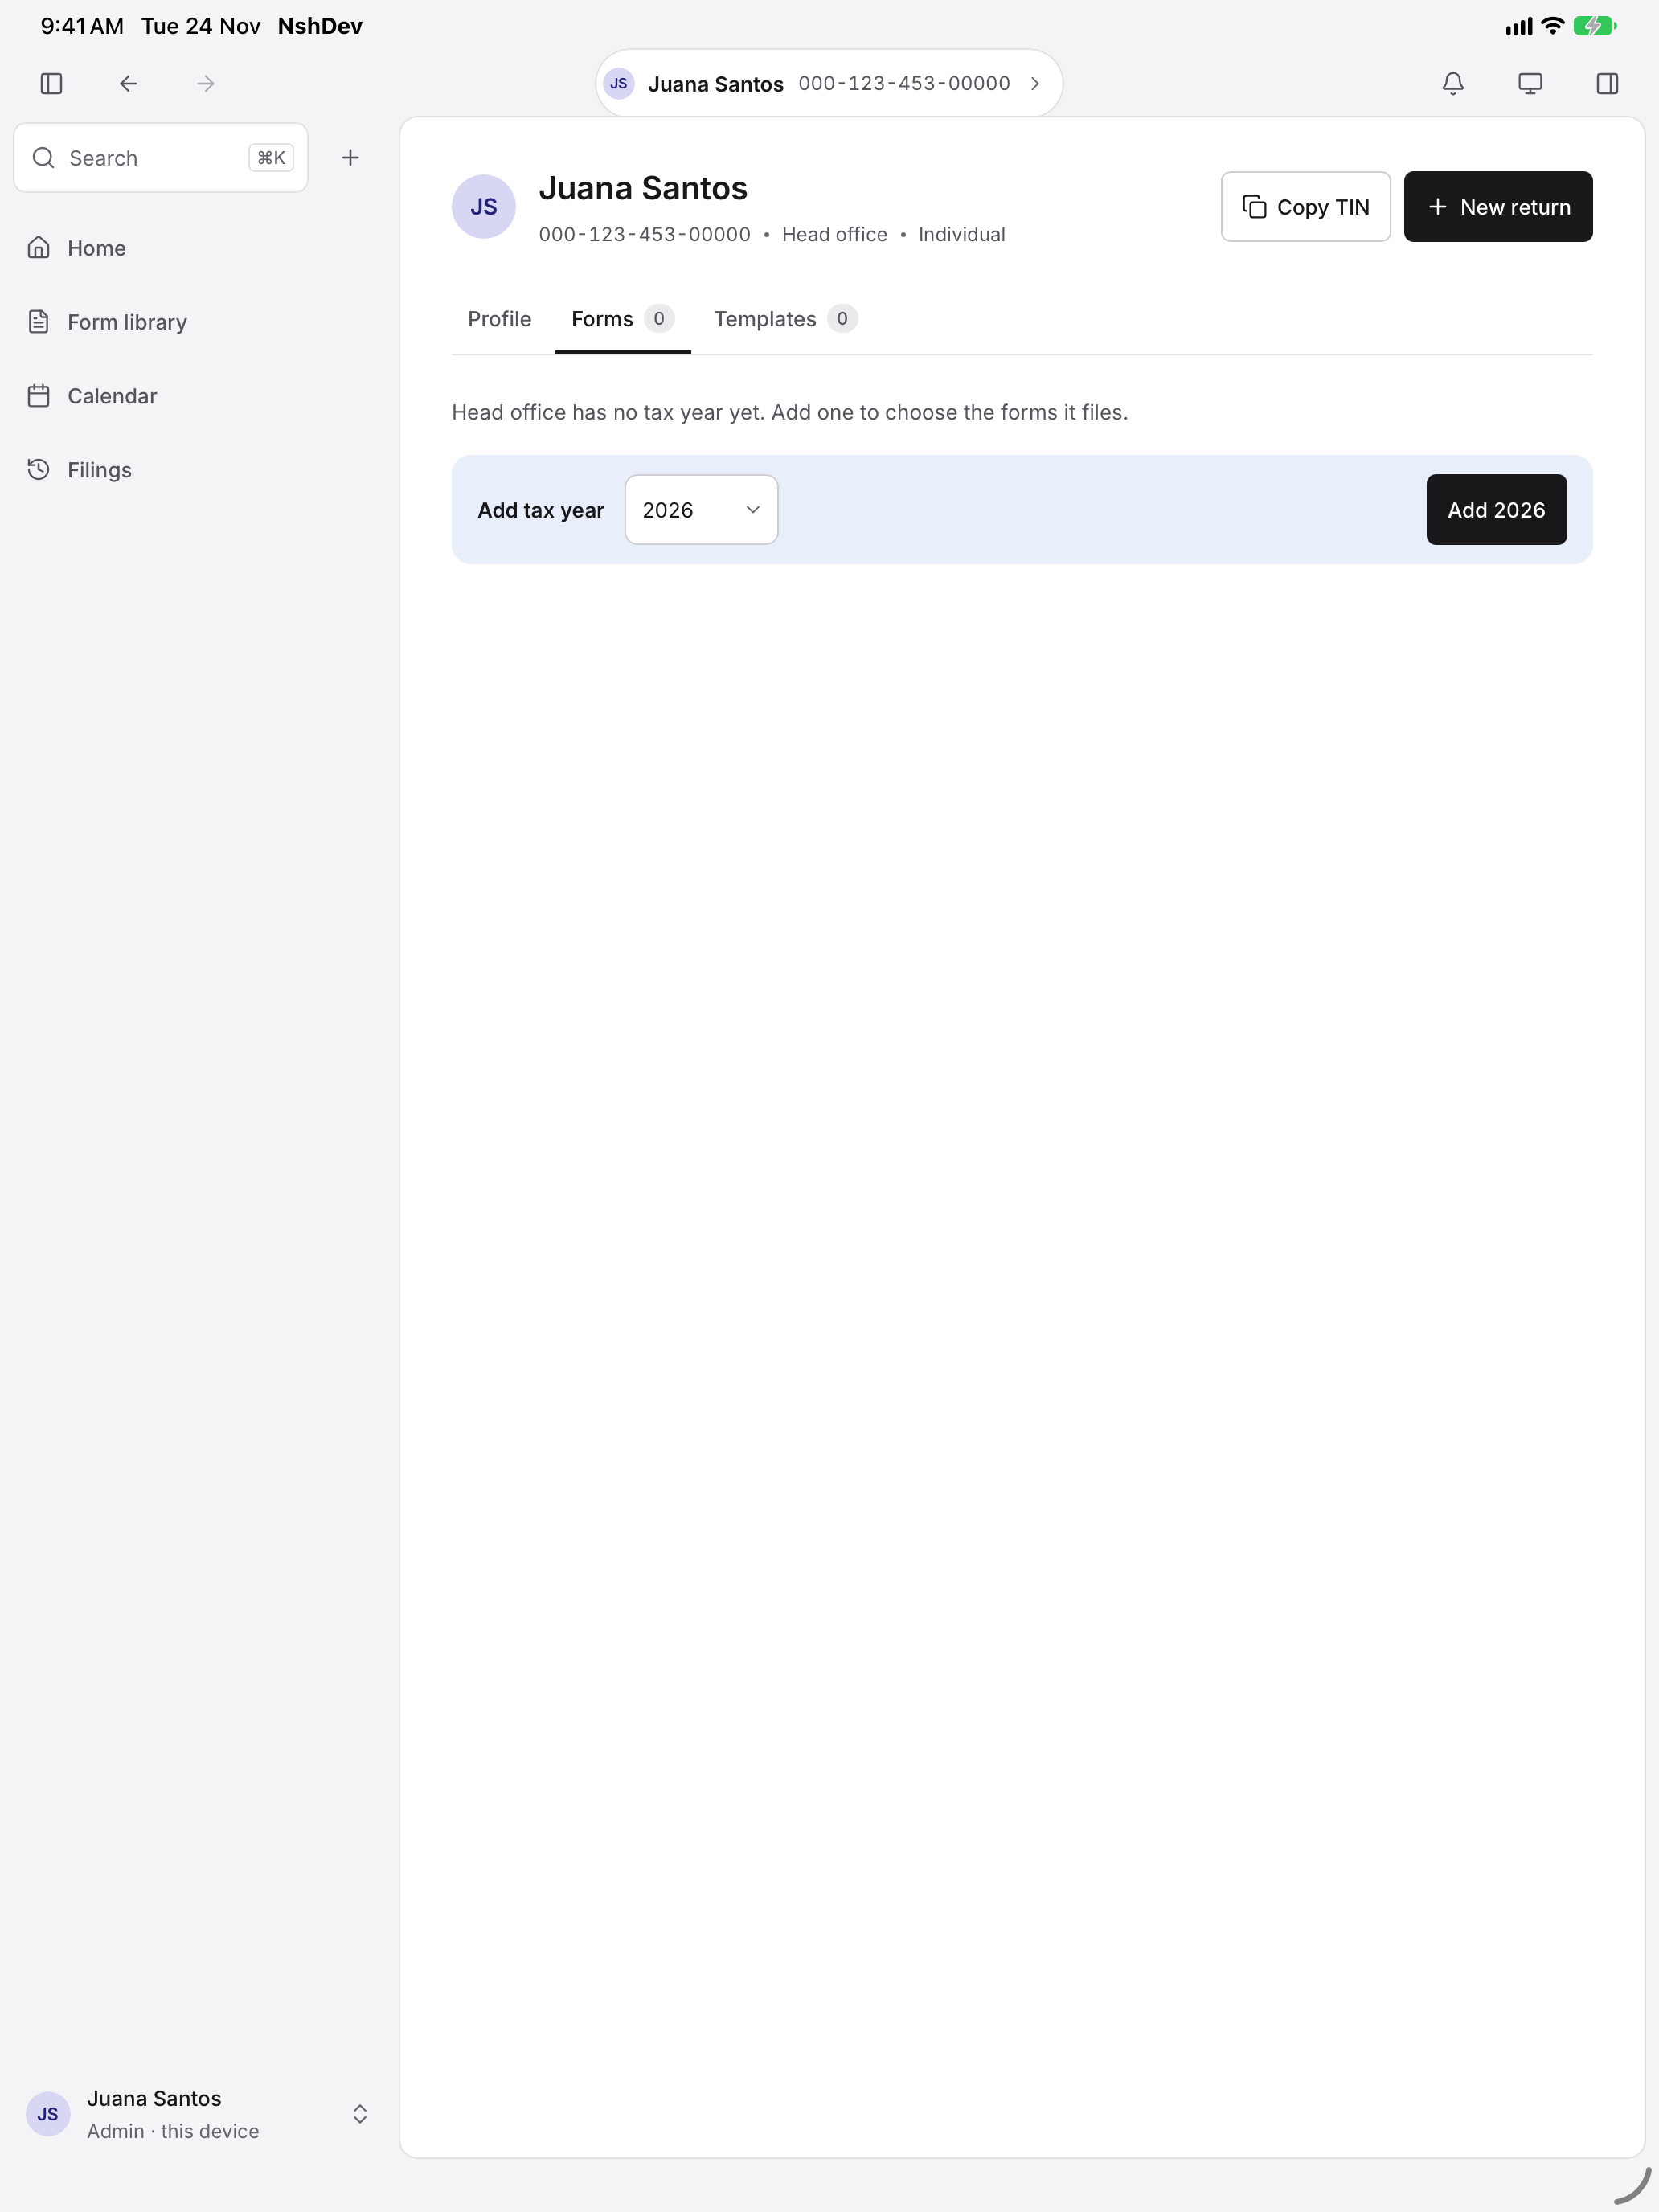 9:41 AM Tue 24 Nov NshDev
JS Juana Santos 000-123-453-00000
Search ⌘K
Home
Form library
Calendar
Filings
JS
Juana Santos
000-123-453-00000 • Head office • Individual
Copy TIN
New return
Profile Forms 0 Templates 0
Head office has no tax year yet. Add one to choose the forms it files.
Add tax year 2026 Add 2026
JS
Juana Santos
Admin · this device